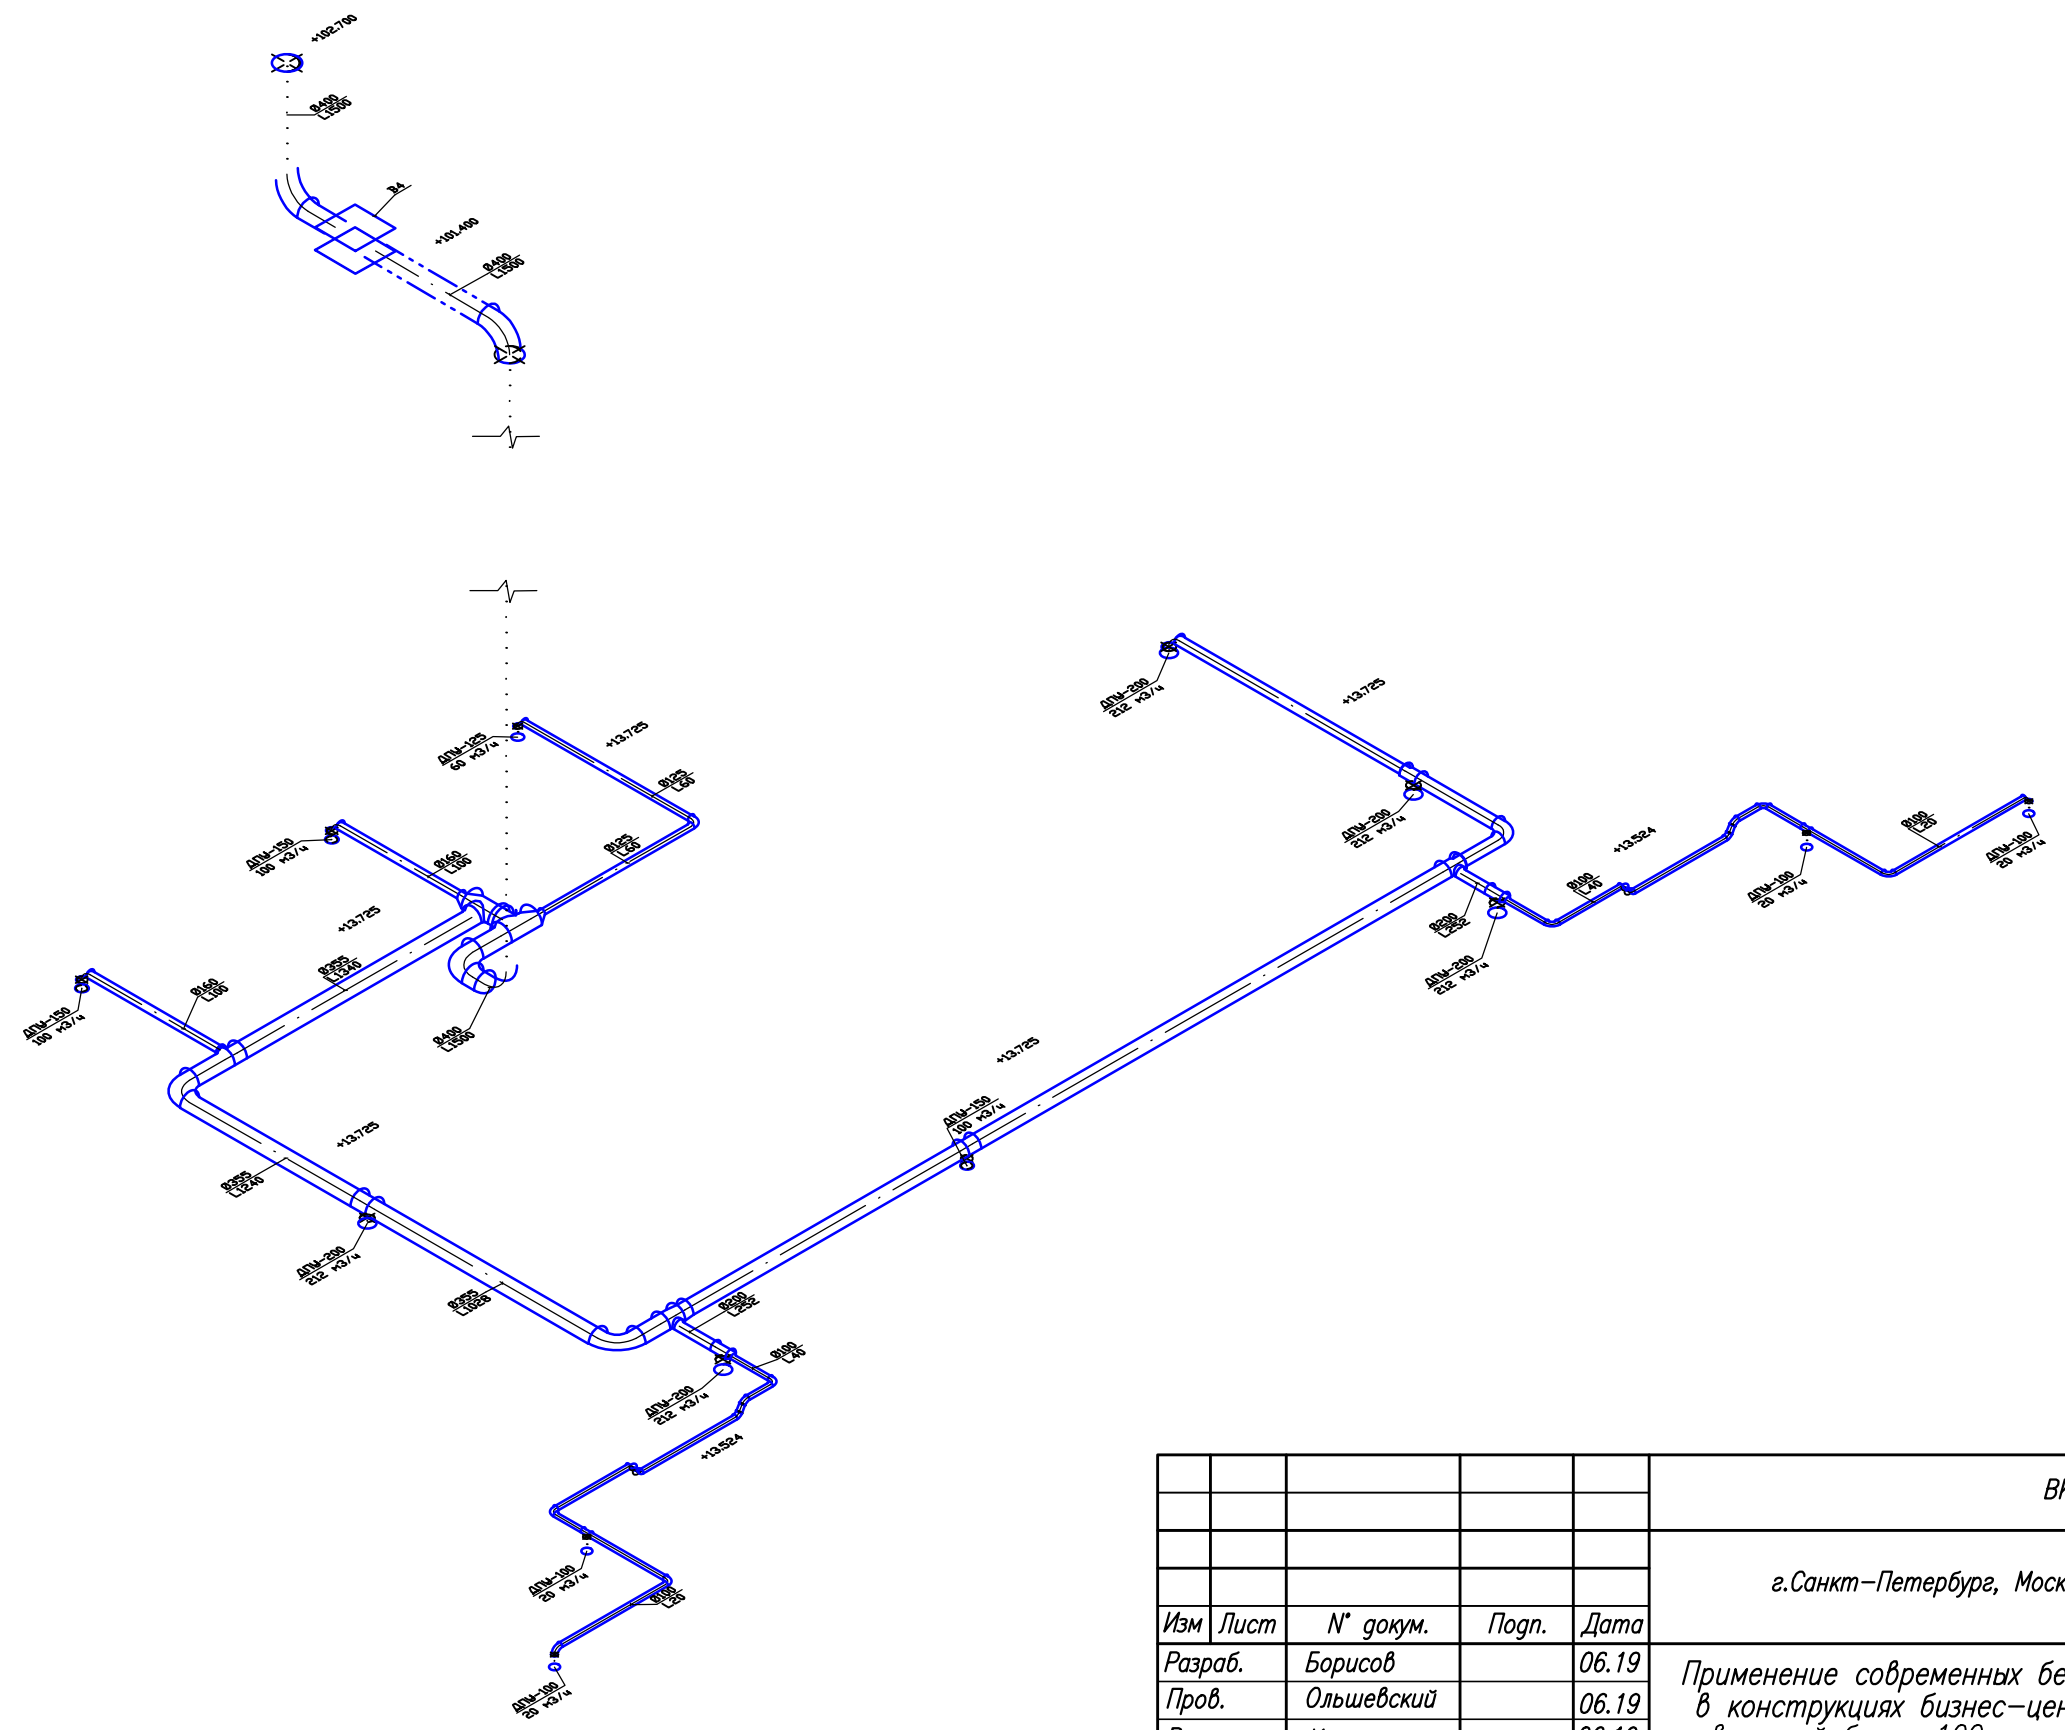 +102.700
Ø400
L1500
В4
+101.400
Ø400
L1500
ДПУ-200
212 м3/ч
+13.725
ДПУ-125
60 м3/ч
+13.725
Ø125
L60
ДПУ-200
212 м3/ч
ДПУ-150
100 м3/ч
Ø160
L100
Ø125
L60
+13.524
Ø100
L20
ДПУ-100
20 м3/ч
ДПУ-100
20 м3/ч
Ø100
L40
+13.725
Ø200
L252
ДПУ-200
212 м3/ч
Ø355
L1340
Ø160
L100
ДПУ-150
100 м3/ч
Ø400
L1500
+13.725
ДПУ-150
100 м3/ч
+13.725
Ø355
L1240
ДПУ-200
212 м3/ч
Ø355
L1028
Ø200
L252
Ø100
L40
ДПУ-200
212 м3/ч
+13.524
ДПУ-100
20 м3/ч
Ø100
L20
ДПУ-100
20 м3/ч
г.Санкт-Петербург,
Изм Лист N° докум. Подп. Дата
Разраб. Борисов 06.19
Пров. Ольшевский 06.19
Применение современных
в конструкциях